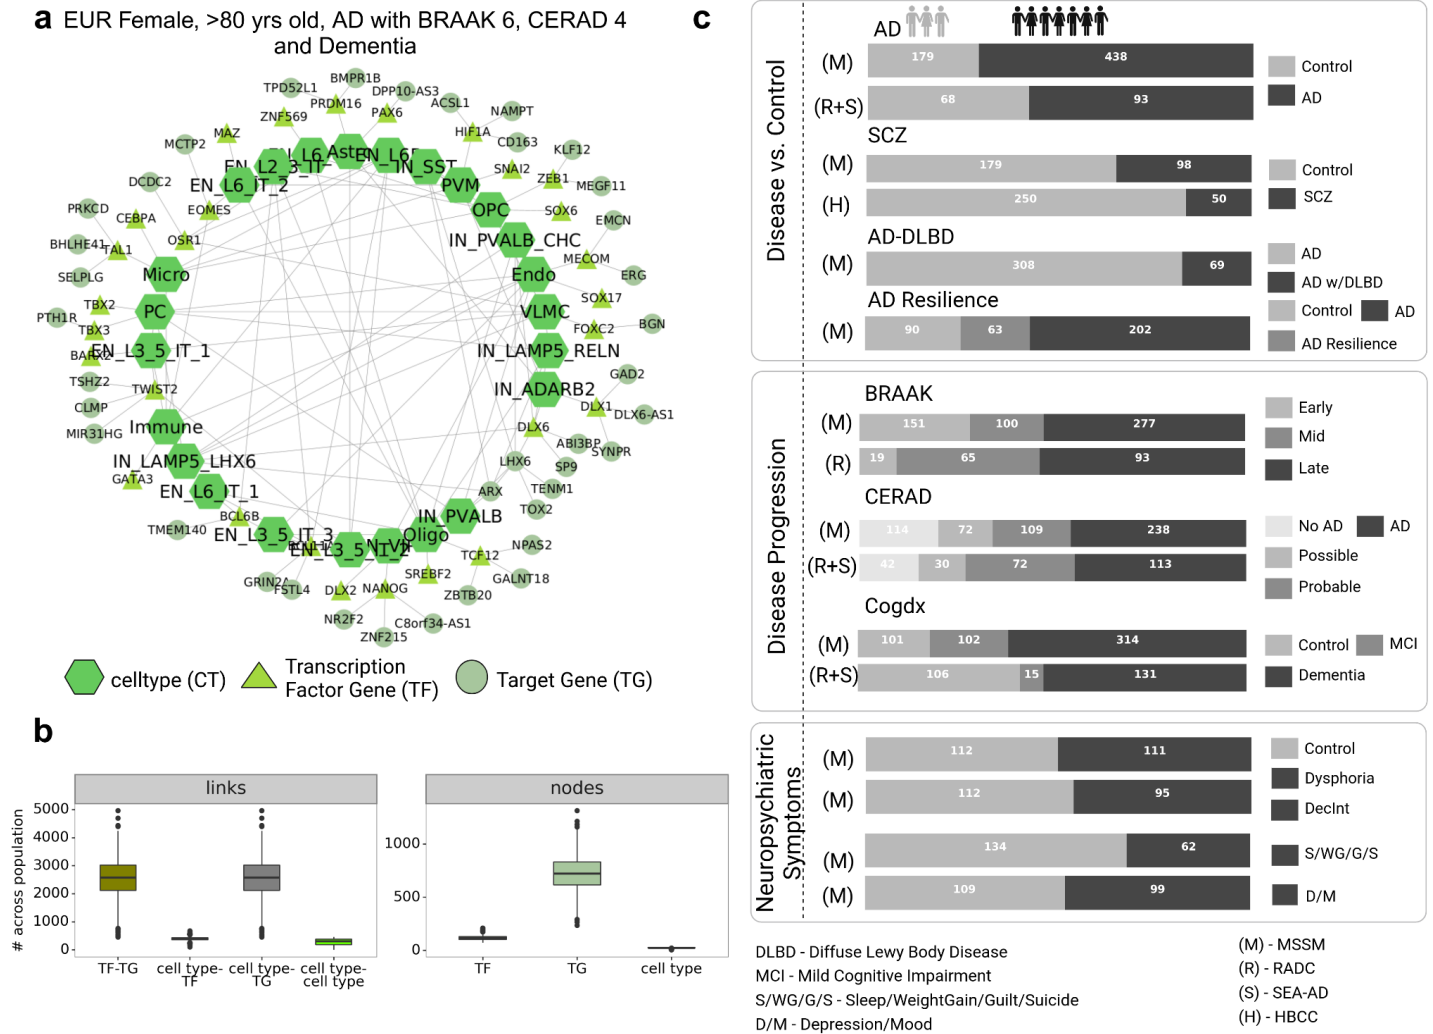 a EUR Female, >80 yrs old, AD with BRAAK 6, CERAD 4
and Dementia
BMPR1B
TPD52L1
DPP10-AS3
PRDM16
ACSL1
PAX6
NAMPT
ZNF569
MAZ
HIF1A
CD163
MCTP2
KLF12
Astro
IN_SST
EN_L2_3_IT
SNAI2
ZEB1
EN_L6_IT_2
PVM
MEGF11
DCDC2
PRKCD
EOMES
OPC
SOX6
CEBPA
EMCN
OSR1
IN_PVALB_CHC
BHLHE41
TAL1
MECOM
SELPLG
Micro
Endo
ERG
TBX2
SOX17
PTH1R
PC
VLMC
BGN
TBX3
FOXC2
EN_L3_5_IT_1
IN_LAMP5_RELN
TSHZ2
TWIST2
IN_ADARB2
GAD2
CLMP
DLX1
DLX6-AS1
MIR31HG
Immune
DLX6
ABI3BP
SYNPR
IN_LAMP5_LHX6
LHX6
SP9
GATA3
EN_L6_IT_1
ARX
TENM1
BCL6B
IN_PVALB
TOX2
TMEM140
EN_L3_5_IT_3
Oligo
NPAS2
TCF12
GRIN2A
SREBF2
GALNT18
FSTL4
DLX2
NANOG
ZBTB20
NR2F2
C8orf34-AS1
ZNF215
celltype (CT)
Transcription
Factor Gene (TF)
Target Gene (TG)
b
links
nodes
# across population
5000
4000
3000
2000
1000
0
1000
500
0
TF-TG
cell type-
TF
cell type-
TG
cell type-
cell type
TF
TG
cell type
c
Disease vs. Control
AD
(M)
179
438
(R+S)
68
93
Control
AD
SCZ
(M)
179
98
(H)
250
50
Control
SCZ
AD-DLBD
(M)
308
69
AD
AD w/DLBD
AD Resilience
(M)
90
63
202
Control
AD
AD Resilience
Disease Progression
BRAAK
(M)
151
100
277
(R)
19
65
93
Early
Mid
Late
CERAD
(M)
114
72
109
238
(R+S)
42
30
72
113
No AD
AD
Possible
Probable
Cogdx
(M)
101
102
314
(R+S)
106
15
131
Control
MCI
Dementia
Neuropsychiatric
Symptoms
(M)
112
111
(M)
112
95
(M)
134
62
(M)
109
99
Control
Dysphoria
DecInt
S/WG/G/S
D/M
DLBD - Diffuse Lewy Body Disease
MCI - Mild Cognitive Impairment
S/WG/G/S - Sleep/WeightGain/Guilt/Suicide
D/M - Depression/Mood
(M) - MSSM
(R) - RADC
(S) - SEA-AD
(H) - HBCC